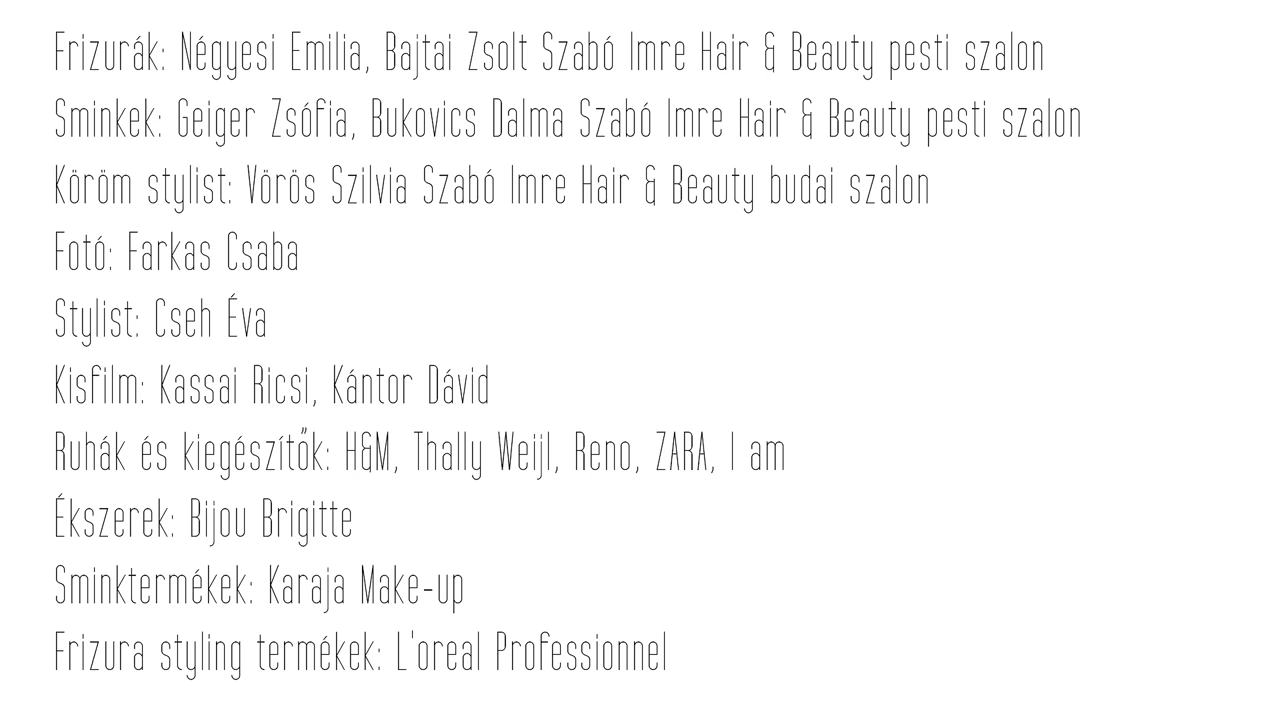 Frizurák: Négyesi Emilia, Bajtai Zsolt Szabó Imre Hair & Beauty pesti szalon
Sminkek: Geiger Zsófia, Bukovics Dalma Szabó Imre Hair & Beauty pesti szalon
Köröm stylist: Vörös Szilvia Szabó Imre Hair & Beauty budai szalon
Fotó: Farkas Csaba
Stylist: Cseh Éva
Kisfilm: Kassai Ricsi, Kántor Dávid
Ruhák és kiegészítők: H&M, Thally Weijl, Reno, ZARA, I am
Ékszerek: Bijou Brigitte
Sminktermékek: Karaja Make-up
Frizura styling termékek: L'oreal Professionnel